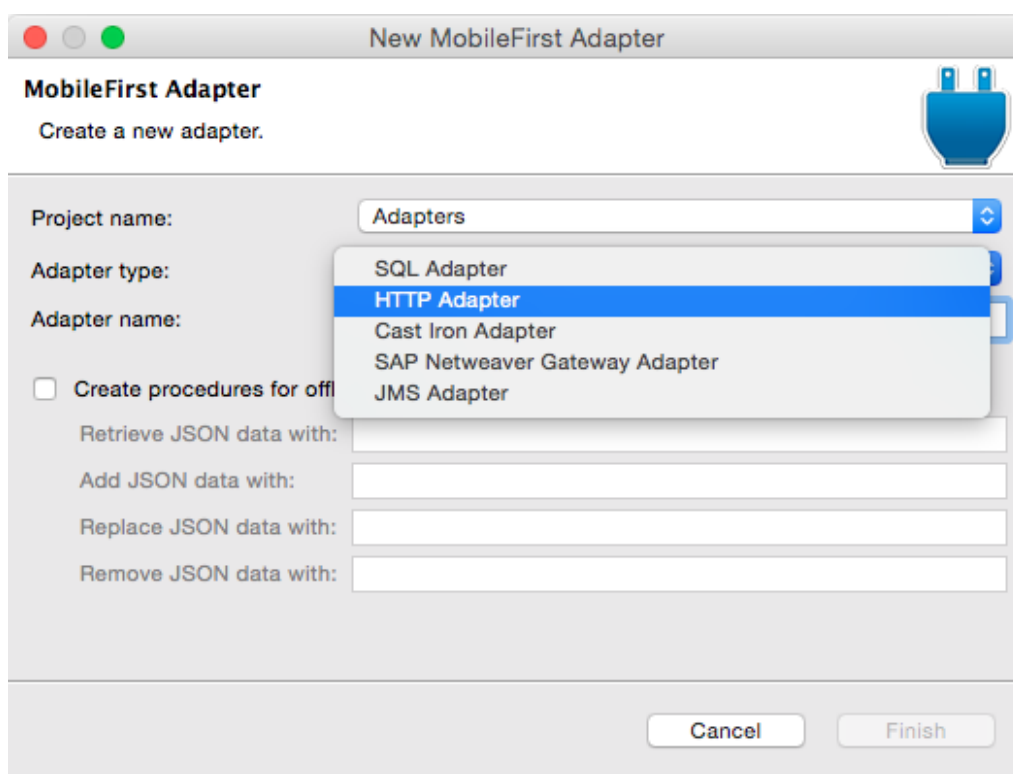 New MobileFirst Adapter
MobileFirst Adapter
Create a new adapter.
Project name: Adapters
Adapter type:
SQL Adapter
HTTP Adapter
Adapter name:
Cast Iron Adapter
SAP Netweaver Gateway Adapter
JMS Adapter
Create procedures for
Retrieve JSON data with:
Add JSON data with:
Replace JSON data with:
Remove JSON data with:
Cancel Finish